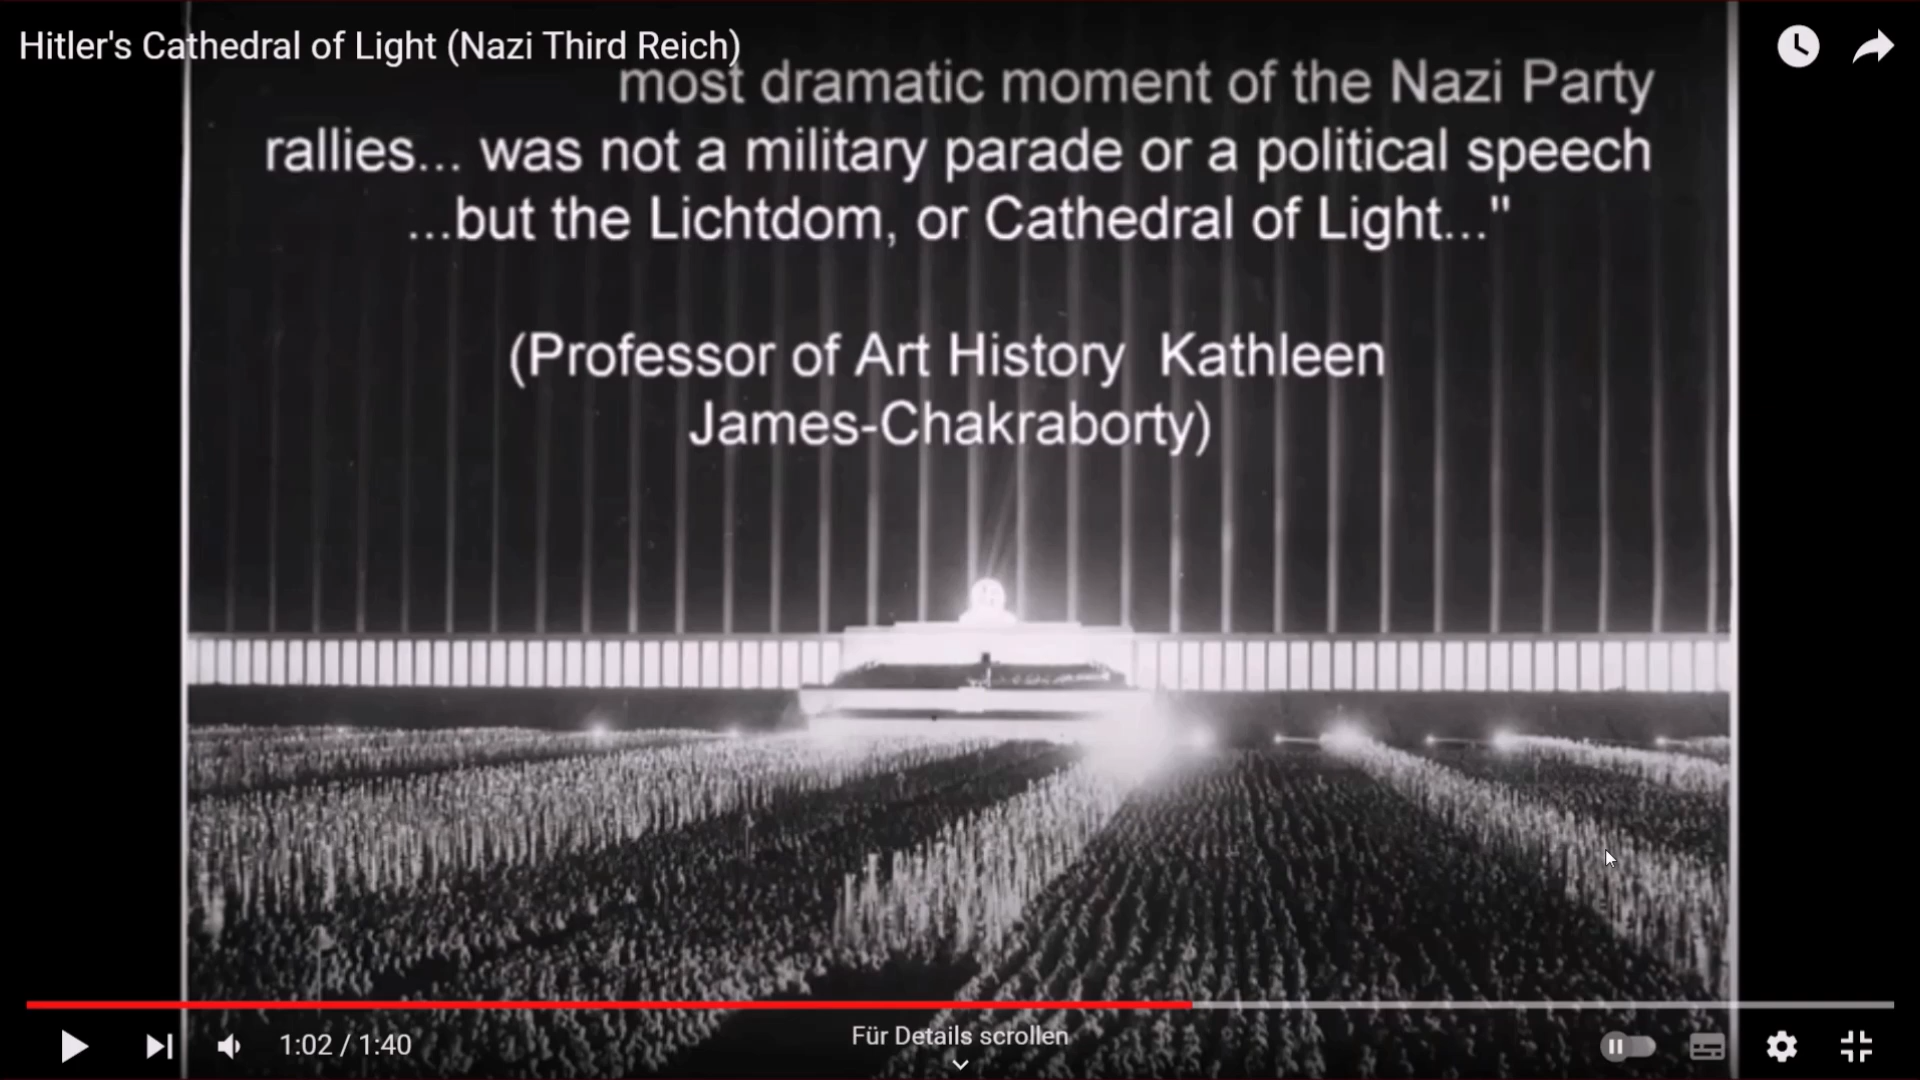 Hitler's Cathedral of Light (Nazi Third Reich)
most dramatic moment of the Nazi Party
rallies... was not a military parade or a political speech
...but the Lichtdom, or Cathedral of Light..."
(Professor of Art History Kathleen
James-Chakraborty)
1:02 / 1:40
Für Details scrollen